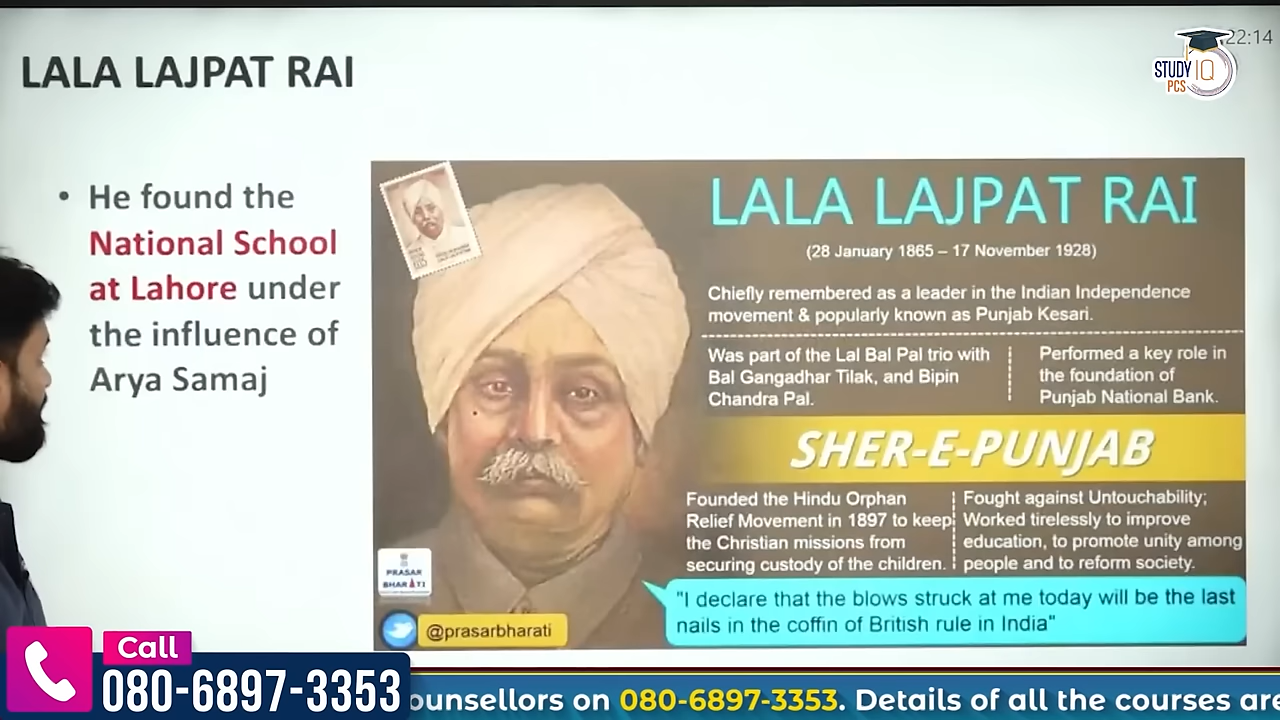 LALA LAJPAT RAI
22:14
STUDY IQ
PCS
• He found the
National School
at Lahore under
the influence of
Arya Samaj
LALA LAJPAT RAI
(28 January 1865 – 17 November 1928)
Chiefly remembered as a leader in the Indian Independence
movement & popularly known as Punjab Kesari.
Was part of the Lal Bal Pal trio with
Bal Gangadhar Tilak, and Bipin
Chandra Pal.
Performed a key role in
the foundation of
Punjab National Bank.
SHER-E-PUNJAB
Founded the Hindu Orphan
Relief Movement in 1897 to keep
the Christian missions from
securing custody of the children.
Fought against Untouchability;
Worked tirelessly to improve
education, to promote unity among
people and to reform society.
"I declare that the blows struck at me today will be the last
nails in the coffin of British rule in India"
PRASAR
BHARATI
@prasarbharati
Call
080-6897-3353
ounsellors on 080-6897-3353. Details of all the courses are